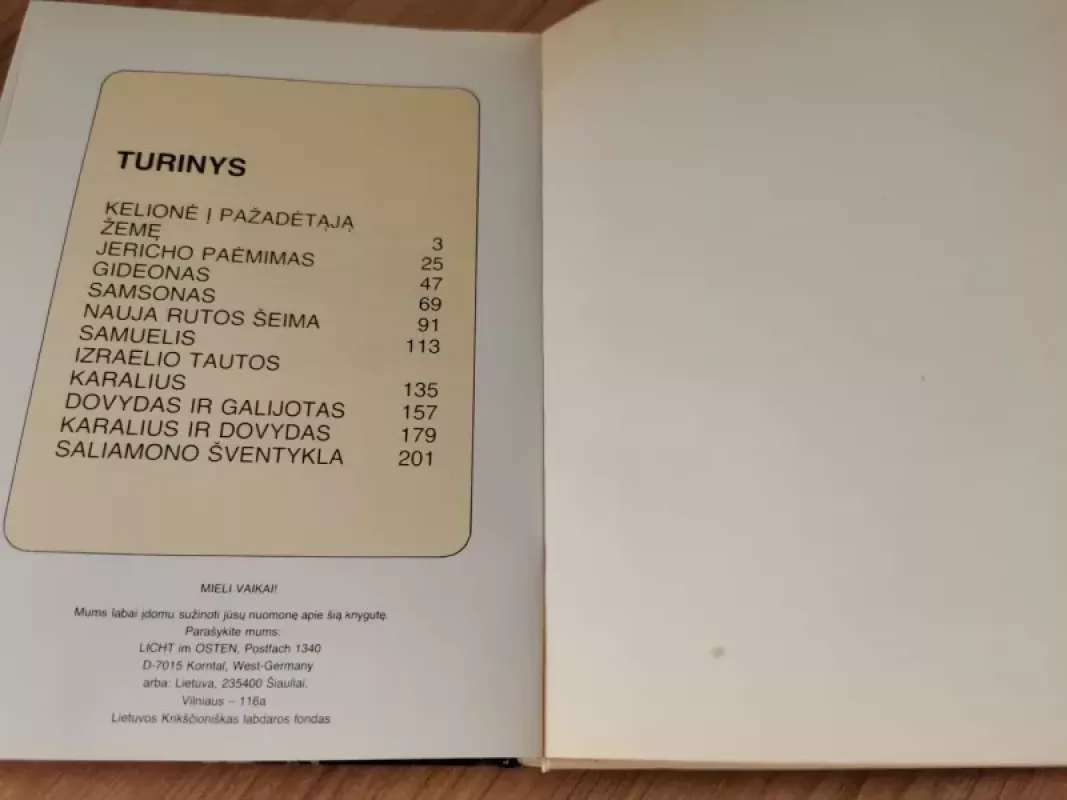 TURINYS
KELIONĖ Į PAŽADĖTĄJĄ
ŽEMĘ 3
JERICHO PAĖMIMAS 25
GIDEONAS 47
SAMSONAS 69
NAUJA RUTOS ŠEIMA 91
SAMUELIS 113
IZRAELIO TAUTOS
KARALIUS 135
DOVYDAS IR GALIJOTAS 157
KARALIUS IR DOVYDAS 179
SALIAMONO ŠVENTYKLA 201
MIELI VAIKAI!
Mums labai įdomu sužinoti jūsų nuomonę apie šią knygutę.
Parašykite mums:
LICHT im OSTEN, Postfach 1340
D-7015 Korntal, West-Germany
arba: Lietuva, 235400 Šiauliai,
Vilniaus – 116a
Lietuvos Krikščioniškas labdaros fondas